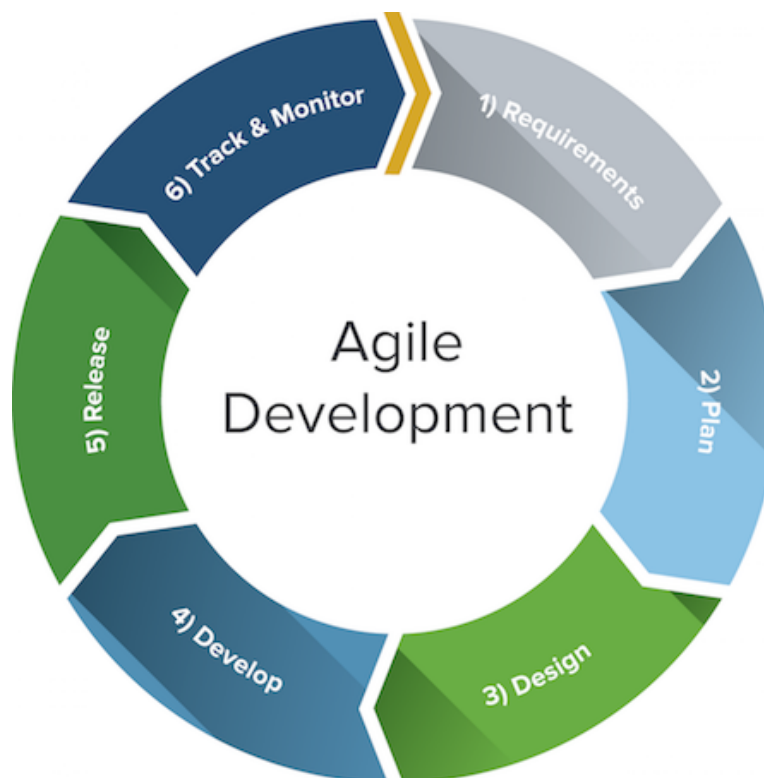 Agile
Development
1) Requirements
2) Plan
3) Design
4) Develop
5) Release
6) Track & Monitor